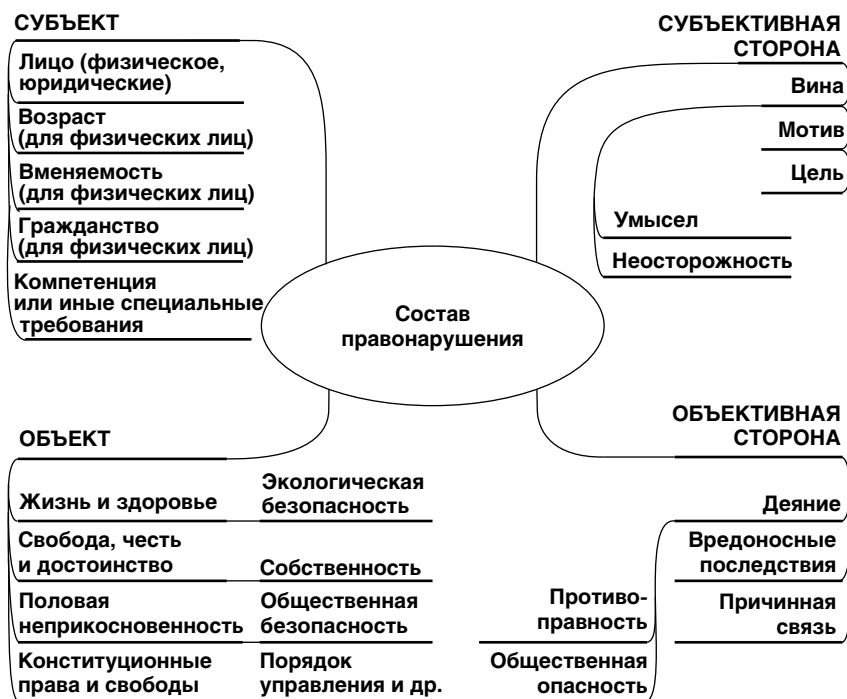 СУБЪЕКТ
Лицо (физическое,
юридические)
Возраст
(для физических лиц)
Вменяемость
(для физических лиц)
Гражданство
(для физических лиц)
Компетенция
или иные специальные
требования
СУБЪЕКТИВНАЯ
СТОРОНА
Вина
Мотив
Цель
Умысел
Неосторожность
Состав
правонарушения
ОБЪЕКТ
Жизнь и здоровье
Свобода, честь
и достоинство
Половая
неприкосновенность
Конституционные
права и свободы
Экологическая
безопасность
Собственность
Общественная
безопасность
Порядок
управления и др.
ОБЪЕКТИВНАЯ
СТОРОНА
Деяние
Вредоносные
последствия
Причинная
связь
Противо-
правность
Общественная
опасность